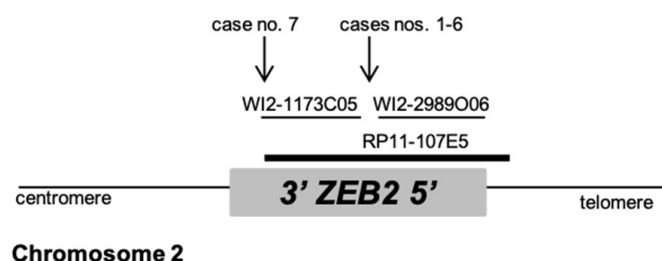 case no. 7 cases nos. 1-6
WI2-1173C05 WI2-2989O06
RP11-107E5
3’ ZEB2 5’
centromere telomere
Chromosome 2